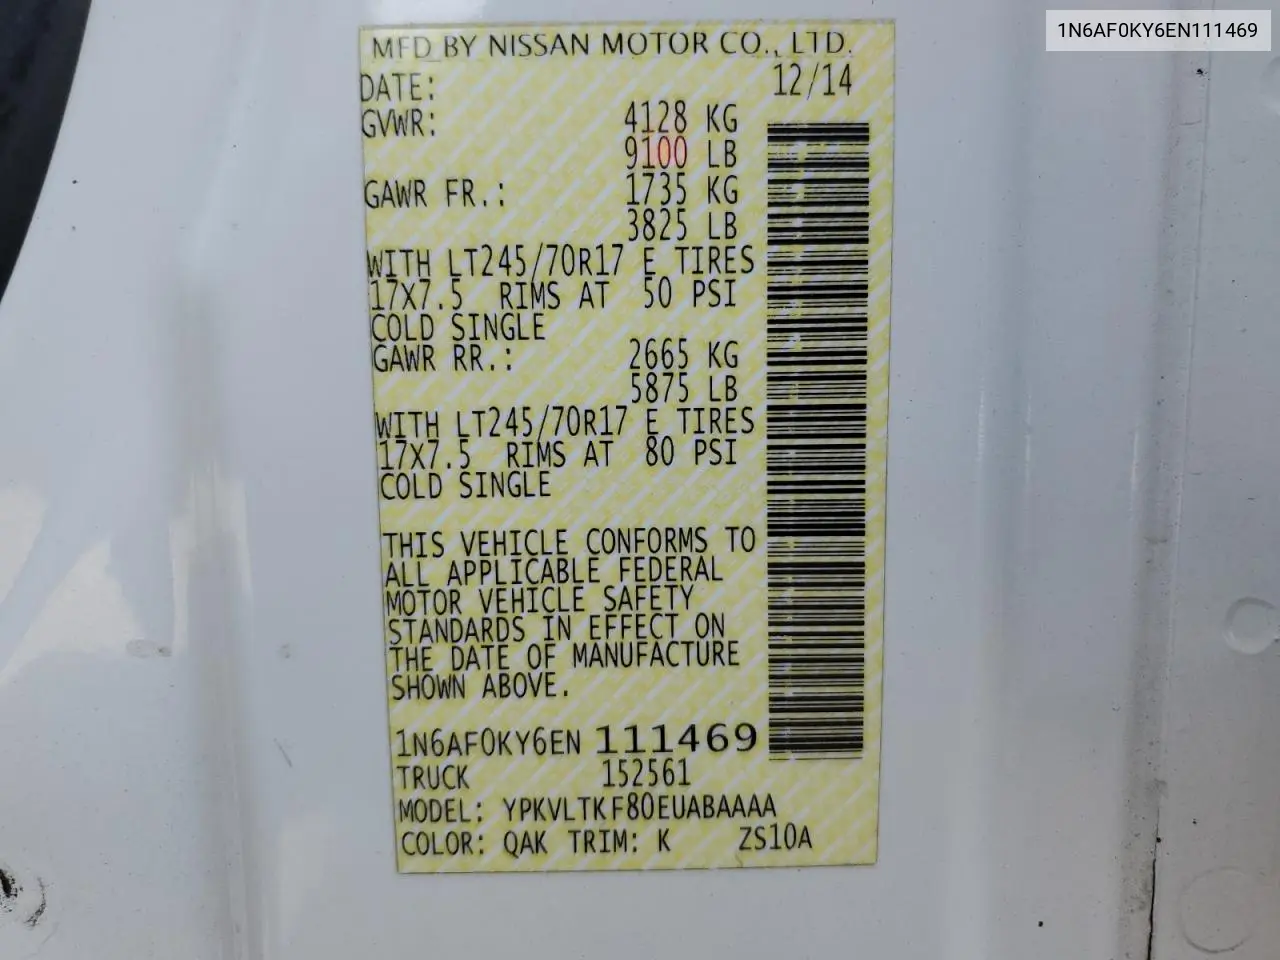 1N6AF0KY6EN111469
MFD BY NISSAN MOTOR CO., LTD.
DATE: 12/14
GVWR: 4128 KG
9100 LB
GAWR FR.: 1735 KG
3825 LB
WITH LT245/70R17 E TIRES
17X7.5 RIMS AT 50 PSI
COLD SINGLE
GAWR RR.: 2665 KG
5875 LB
WITH LT245/70R17 E TIRES
17X7.5 RIMS AT 80 PSI
COLD SINGLE
THIS VEHICLE CONFORMS TO
ALL APPLICABLE FEDERAL
MOTOR VEHICLE SAFETY
STANDARDS IN EFFECT ON
THE DATE OF MANUFACTURE
SHOWN ABOVE.
1N6AF0KY6EN 111469
TRUCK 152561
MODEL: YPKVLTKF80EUABAAAA
COLOR: QAK TRIM: K ZS10A